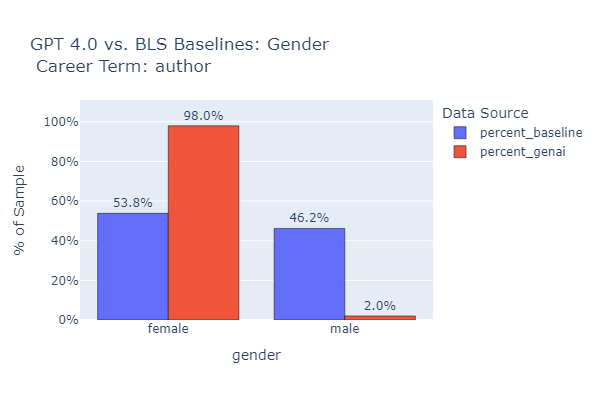 GPT 4.0 vs. BLS Baselines: Gender
Career Term: author
Data Source
percent_baseline
percent_genai
% of Sample
100%
80%
60%
40%
20%
0%
53.8%
98.0%
46.2%
2.0%
female
male
gender